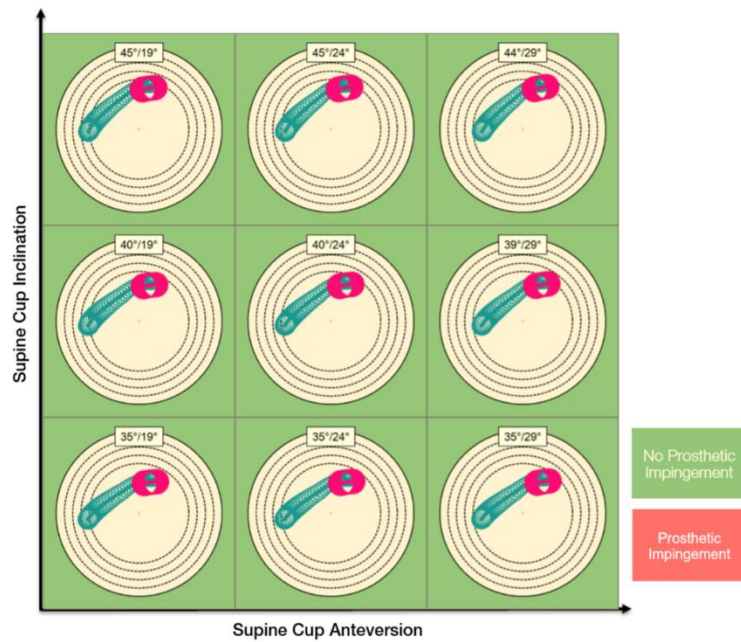 45°/19°
45°/24°
44°/29°
40°/19°
40°/24°
39°/29°
35°/19°
35°/24°
35°/29°
Supine Cup Inclination
Supine Cup Anteversion
No Prosthetic
Impingement
Prosthetic
Impingement